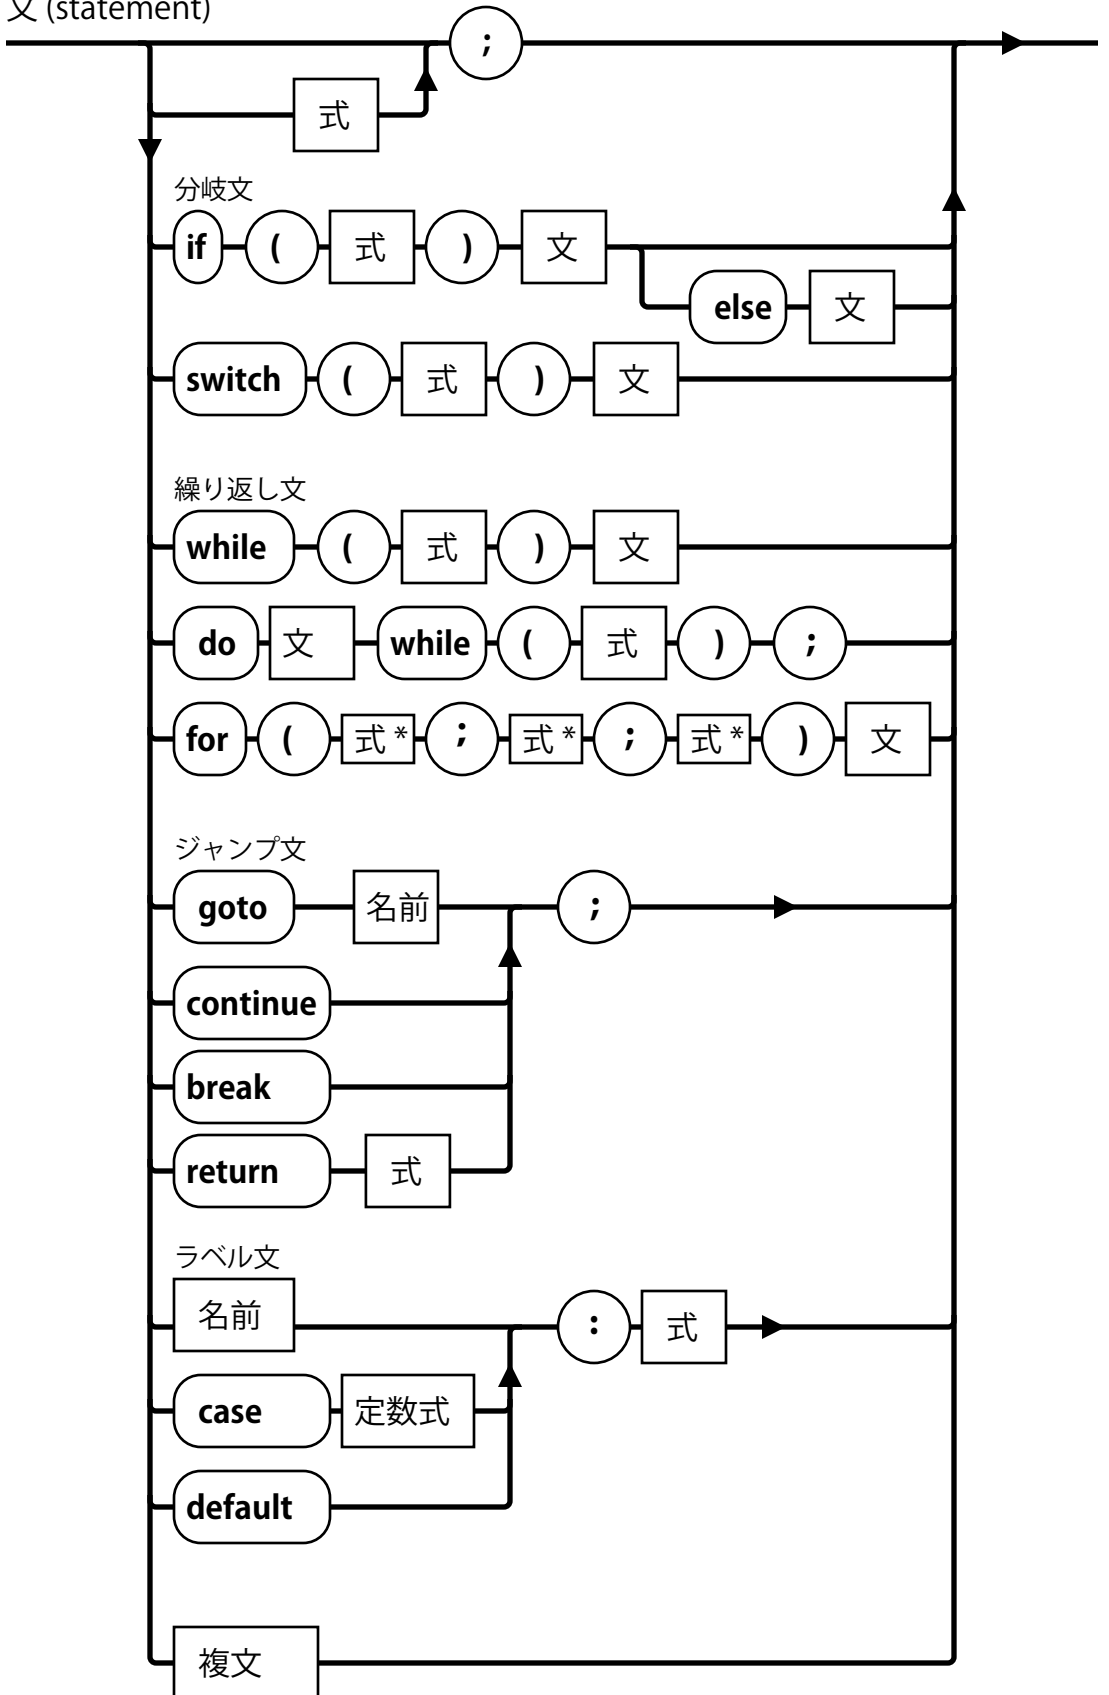 文 (statement)
;
式
分岐文
if ( 式 ) 文
else 文
switch ( 式 ) 文
繰り返し文
while ( 式 ) 文
do 文 while ( 式 ) ;
for ( 式 * ; 式 * ; 式 * ) 文
ジャンプ文
goto 名前 ;
continue
break
return 式
ラベル文
名前 : 式
case 定数式
default
複文